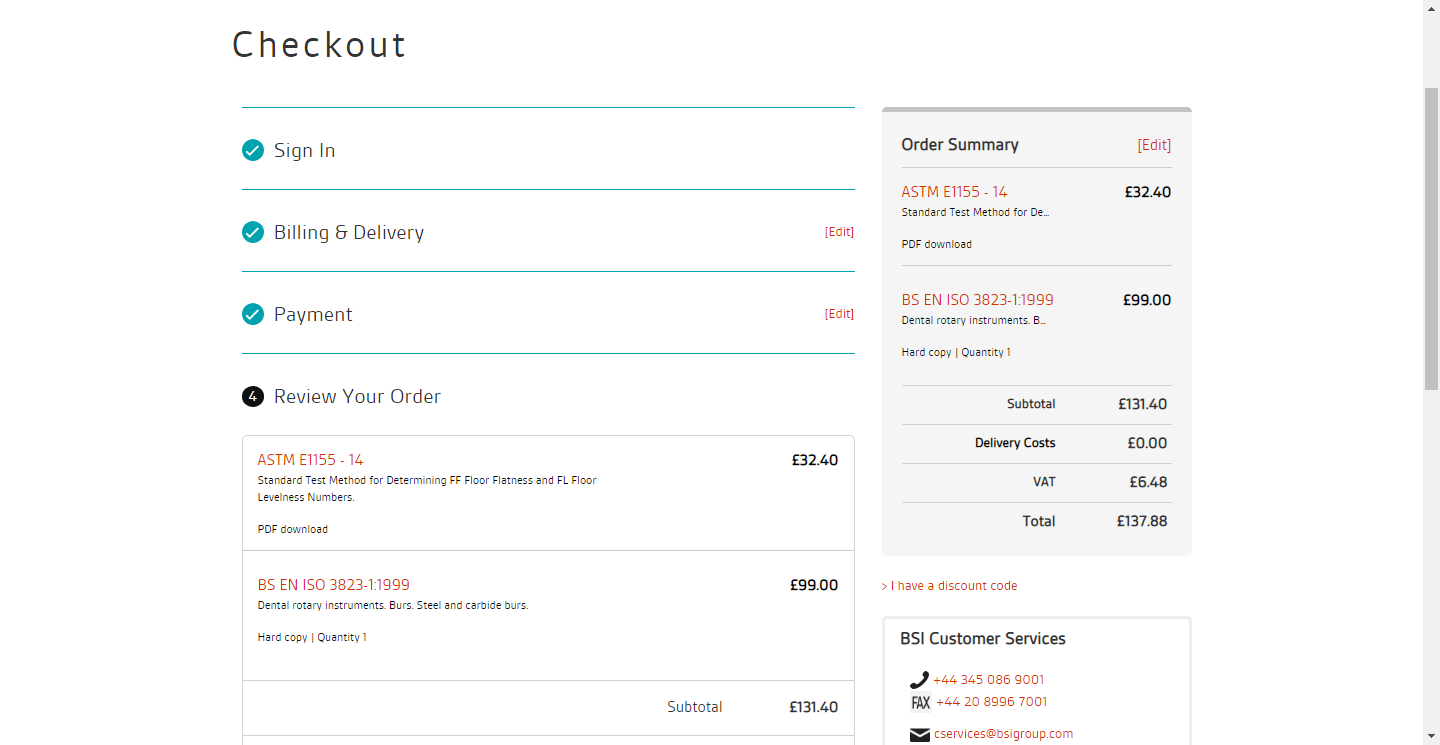 Checkout
Sign In
Billing & Delivery
[Edit]
Payment
[Edit]
4 Review Your Order
ASTM E1155 - 14
£32.40
Standard Test Method for Determining FF Floor Flatness and FL Floor
Levelness Numbers.
PDF download
BS EN ISO 3823-1:1999
£99.00
Dental rotary instruments. Burs. Steel and carbide burs.
Hard copy | Quantity 1
Subtotal
£131.40
Order Summary
[Edit]
ASTM E1155 - 14
£32.40
Standard Test Method for De...
PDF download
BS EN ISO 3823-1:1999
£99.00
Dental rotary instruments. B...
Hard copy | Quantity 1
Subtotal
£131.40
Delivery Costs
£0.00
VAT
£6.48
Total
£137.88
> I have a discount code
BSI Customer Services
+44 345 086 9001
FAX +44 20 8996 7001
cservices@bsigroup.com